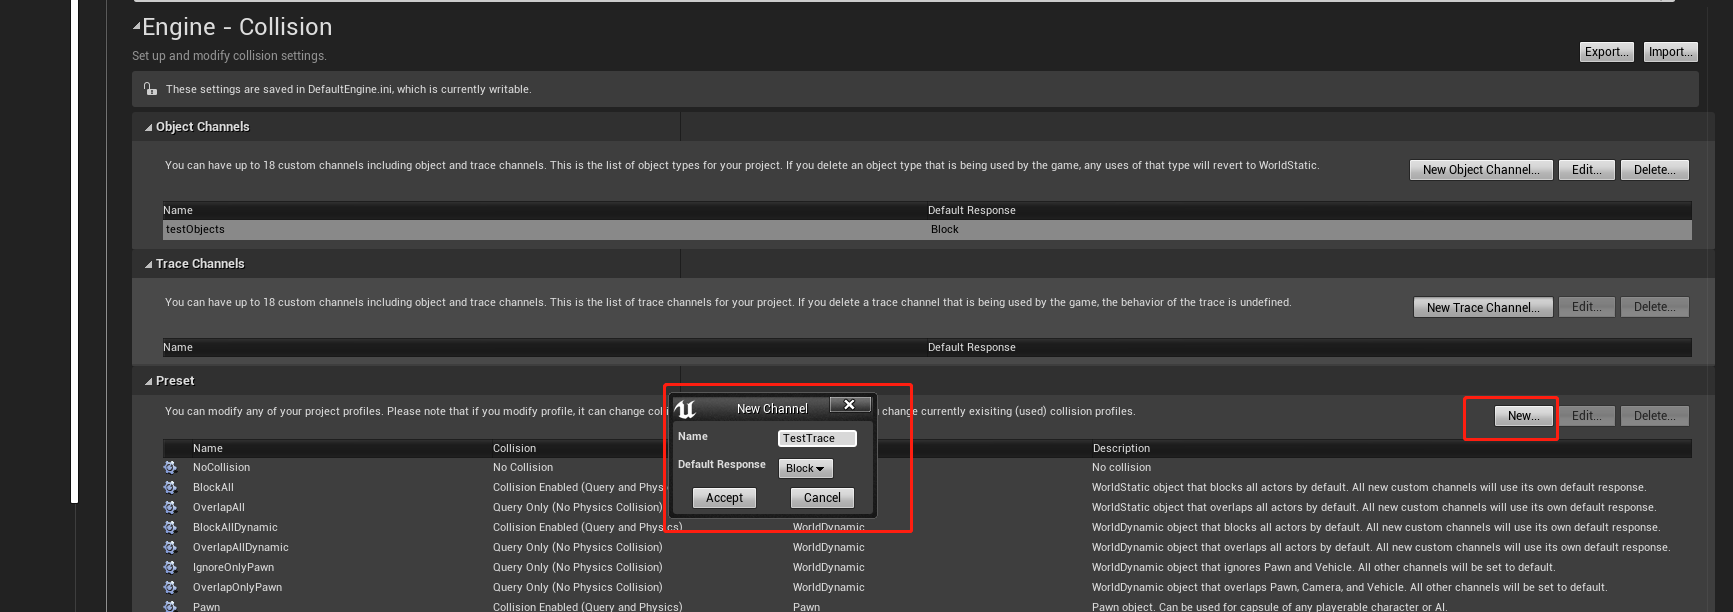 Engine - Collision
Set up and modify collision settings.
Export... Import...
These settings are saved in DefaultEngine.ini, which is currently writable.
Object Channels
You can have up to 18 custom channels including object and trace channels. This is the list of object types for your project. If you delete an object type that is being used by the game, any uses of that type will revert to WorldStatic.
New Object Channel... Edit... Delete...
Name Default Response
testObjects Block
Trace Channels
You can have up to 18 custom channels including object and trace channels. This is the list of trace channels for your project. If you delete a trace channel that is being used by the game, the behavior of the trace is undefined.
New Trace Channel... Edit... Delete...
Name Default Response
Preset
You can modify any of your project profiles. Please note that if you modify profile, it can change coll change currently exisiting (used) collision profiles.
New... Edit... Delete...
New Channel
Name TestTrace
Default Response Block
Accept Cancel
Name Collision Description
NoCollision No Collision No collision
BlockAll Collision Enabled (Query and Physi WorldStatic object that blocks all actors by default. All new custom channels will use its own default response.
OverlapAll Query Only (No Physics Collision) WorldStatic object that overlaps all actors by default. All new custom channels will use its own default response.
BlockAllDynamic Collision Enabled (Query and Physics) WorldDynamic WorldDynamic object that blocks all actors by default. All new custom channels will use its own default response.
OverlapAllDynamic Query Only (No Physics Collision) WorldDynamic WorldDynamic object that overlaps all actors by default. All new custom channels will use its own default response.
IgnoreOnlyPawn Query Only (No Physics Collision) WorldDynamic WorldDynamic object that ignores Pawn and Vehicle. All other channels will be set to default.
OverlapOnlyPawn Query Only (No Physics Collision) WorldDynamic WorldDynamic object that overlaps Pawn, Camera, and Vehicle. All other channels will be set to default.
Pawn Collision Enabled (Query and Physics) Pawn Pawn object. Can be used for capsule of any playerable character or AI.